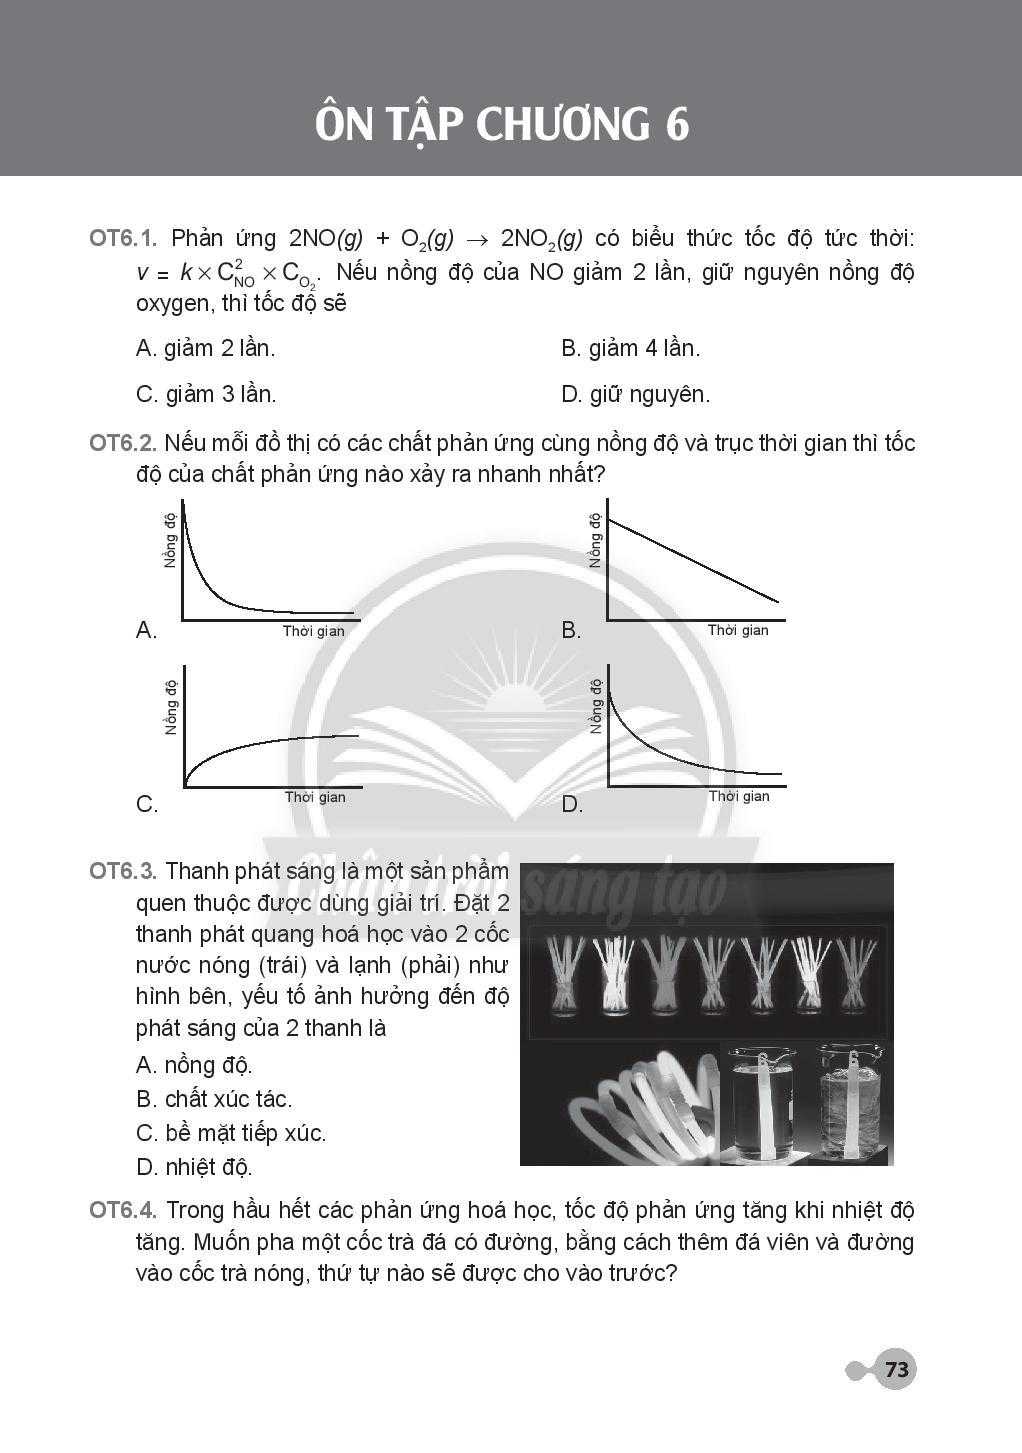 ÔN TẬP CHƯƠNG 6
OT6.1. Phản ứng 2NO(g) + O₂(g) → 2NO₂(g) có biểu thức tốc độ tức thời:
v = k × C²NO × CO₂. Nếu nồng độ của NO giảm 2 lần, giữ nguyên nồng độ
oxygen, thì tốc độ sẽ
A. giảm 2 lần.
B. giảm 4 lần.
C. giảm 3 lần.
D. giữ nguyên.
OT6.2. Nếu mỗi đồ thị có các chất phản ứng cùng nồng độ và trục thời gian thì tốc
độ của chất phản ứng nào xảy ra nhanh nhất?
Nồng độ
A.
Thời gian
Nồng độ
B.
Thời gian
Nồng độ
C.
Thời gian
Nồng độ
D.
Thời gian
Chân trời sáng tạo
OT6.3. Thanh phát sáng là một sản phẩm
quen thuộc được dùng giải trí. Đặt 2
thanh phát quang hoá học vào 2 cốc
nước nóng (trái) và lạnh (phải) như
hình bên, yếu tố ảnh hưởng đến độ
phát sáng của 2 thanh là
A. nồng độ.
B. chất xúc tác.
C. bề mặt tiếp xúc.
D. nhiệt độ.
OT6.4. Trong hầu hết các phản ứng hoá học, tốc độ phản ứng tăng khi nhiệt độ
tăng. Muốn pha một cốc trà đá có đường, bằng cách thêm đá viên và đường
vào cốc trà nóng, thứ tự nào sẽ được cho vào trước?
73